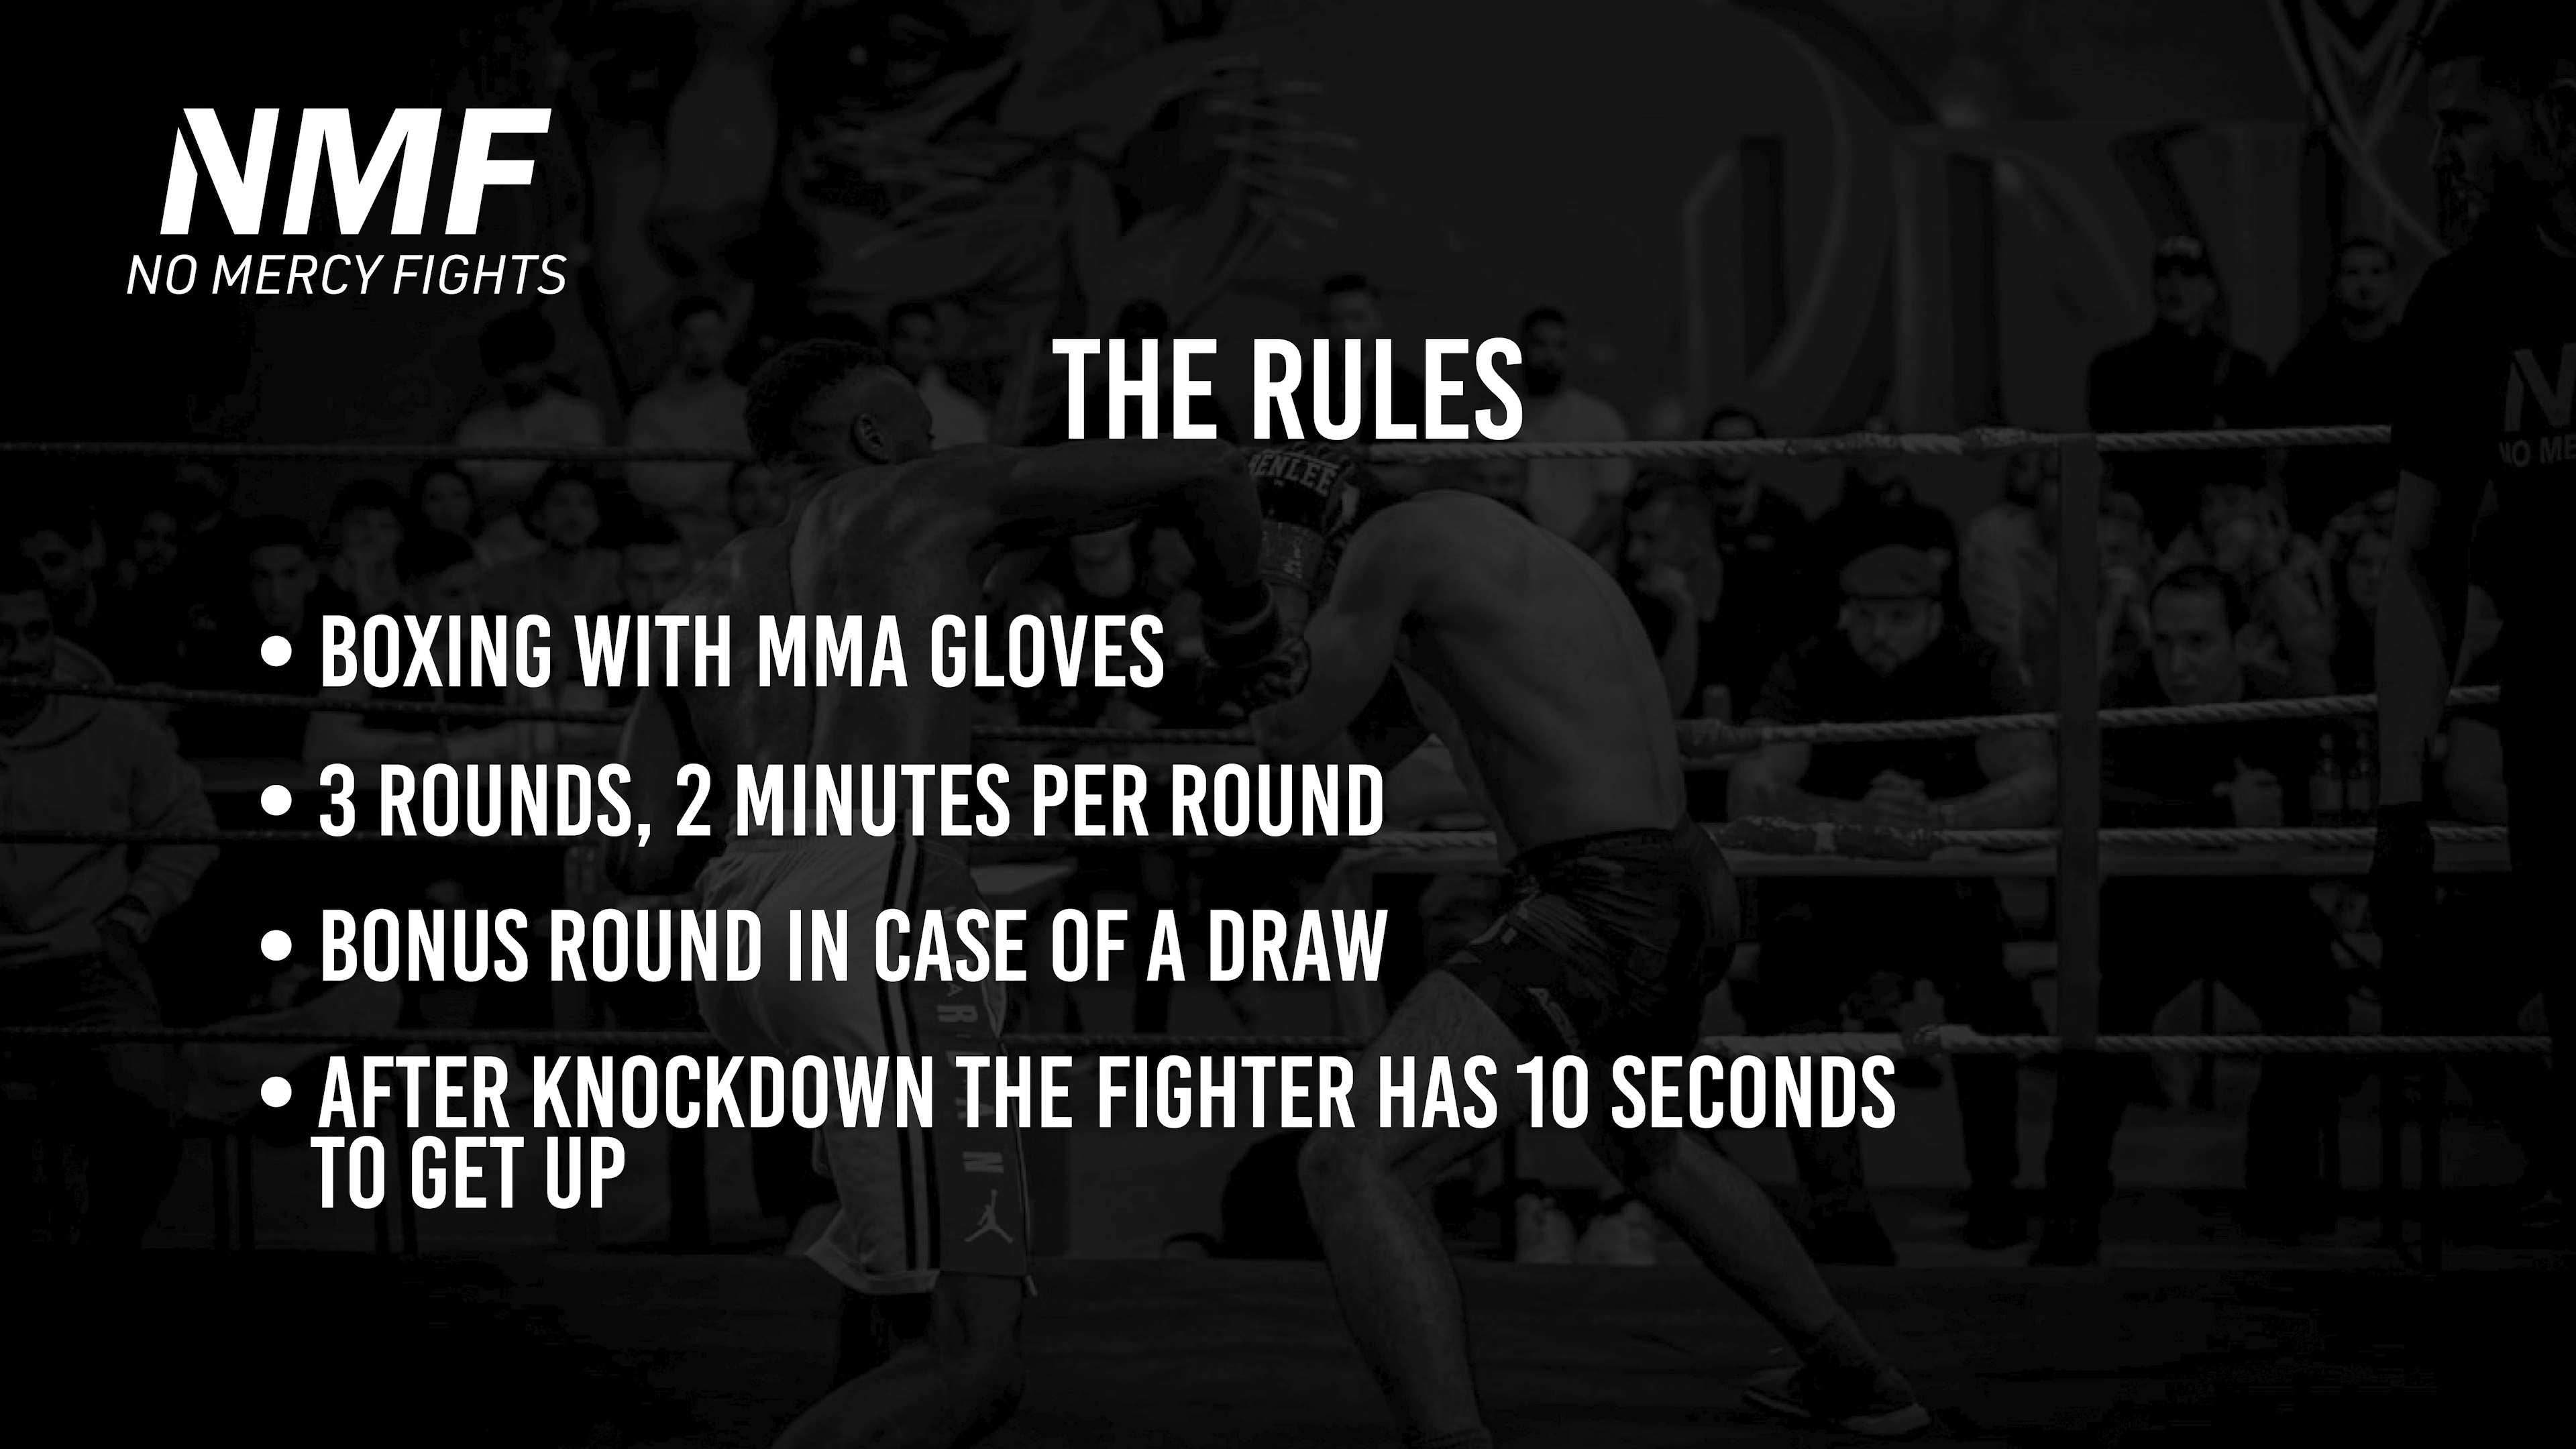 NMF
NO MERCY FIGHTS
THE RULES
• BOXING WITH MMA GLOVES
• 3 ROUNDS, 2 MINUTES PER ROUND
• BONUS ROUND IN CASE OF A DRAW
• AFTER KNOCKDOWN THE FIGHTER HAS 10 SECONDS
TO GET UP